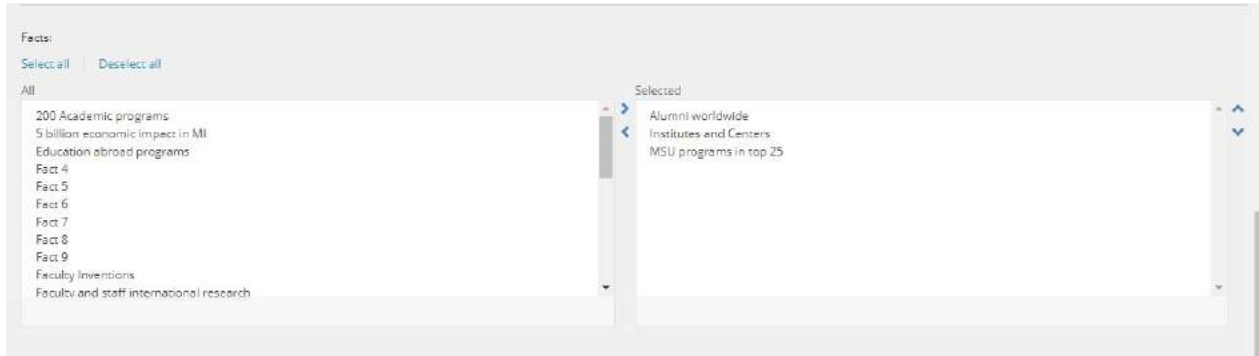 Facts:
Select all Deselect all
All
200 Academic programs
5 billion economic impact in MI
Education abroad programs
Fact 4
Fact 5
Fact 6
Fact 7
Fact 8
Fact 9
Faculty Inventions
Faculty and staff international research
Selected
Alumni worldwide
Institutes and Centers
MSU programs in top 25